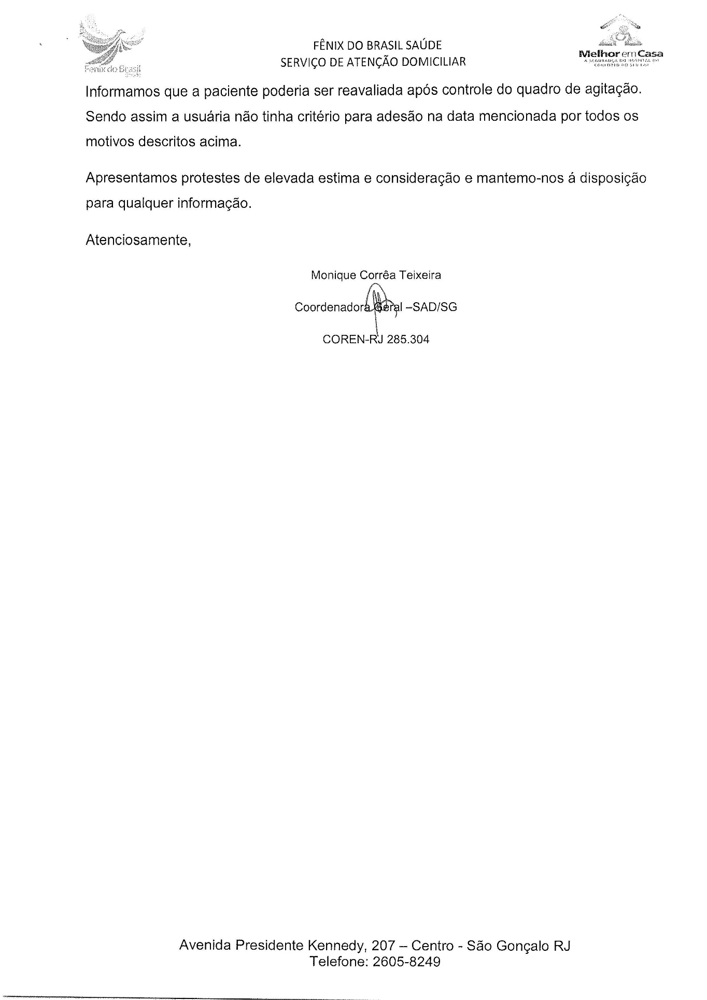 Fênix do Brasil
Saúde
FÊNIX DO BRASIL SAÚDE
SERVIÇO DE ATENÇÃO DOMICILIAR
Melhor em Casa
A SEGURANÇA DO HOSPITAL NO
CONFORTO DO SEU LAR
Informamos que a paciente poderia ser reavaliada após controle do quadro de agitação.
Sendo assim a usuária não tinha critério para adesão na data mencionada por todos os
motivos descritos acima.
Apresentamos protestes de elevada estima e consideração e mantemo-nos á disposição
para qualquer informação.
Atenciosamente,
Monique Corrêa Teixeira
Coordenadora Geral –SAD/SG
COREN-RJ 285.304
Avenida Presidente Kennedy, 207 – Centro - São Gonçalo RJ
Telefone: 2605-8249